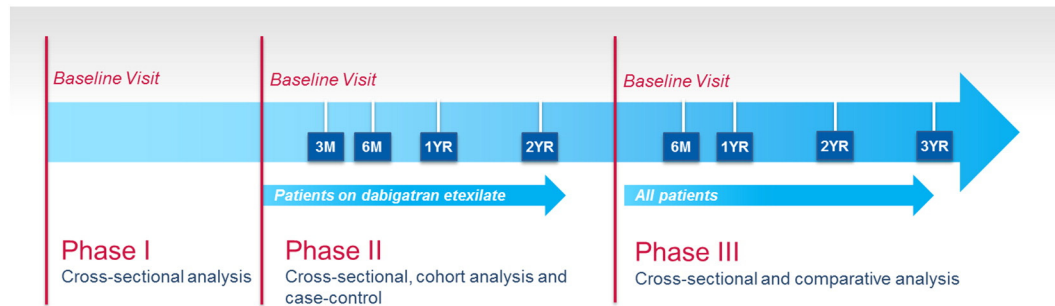 Baseline Visit
Baseline Visit
Baseline Visit
3M
6M
1YR
2YR
6M
1YR
2YR
3YR
Patients on dabigatran etexilate
All patients
Phase I
Cross-sectional analysis
Phase II
Cross-sectional, cohort analysis and
case-control
Phase III
Cross-sectional and comparative analysis